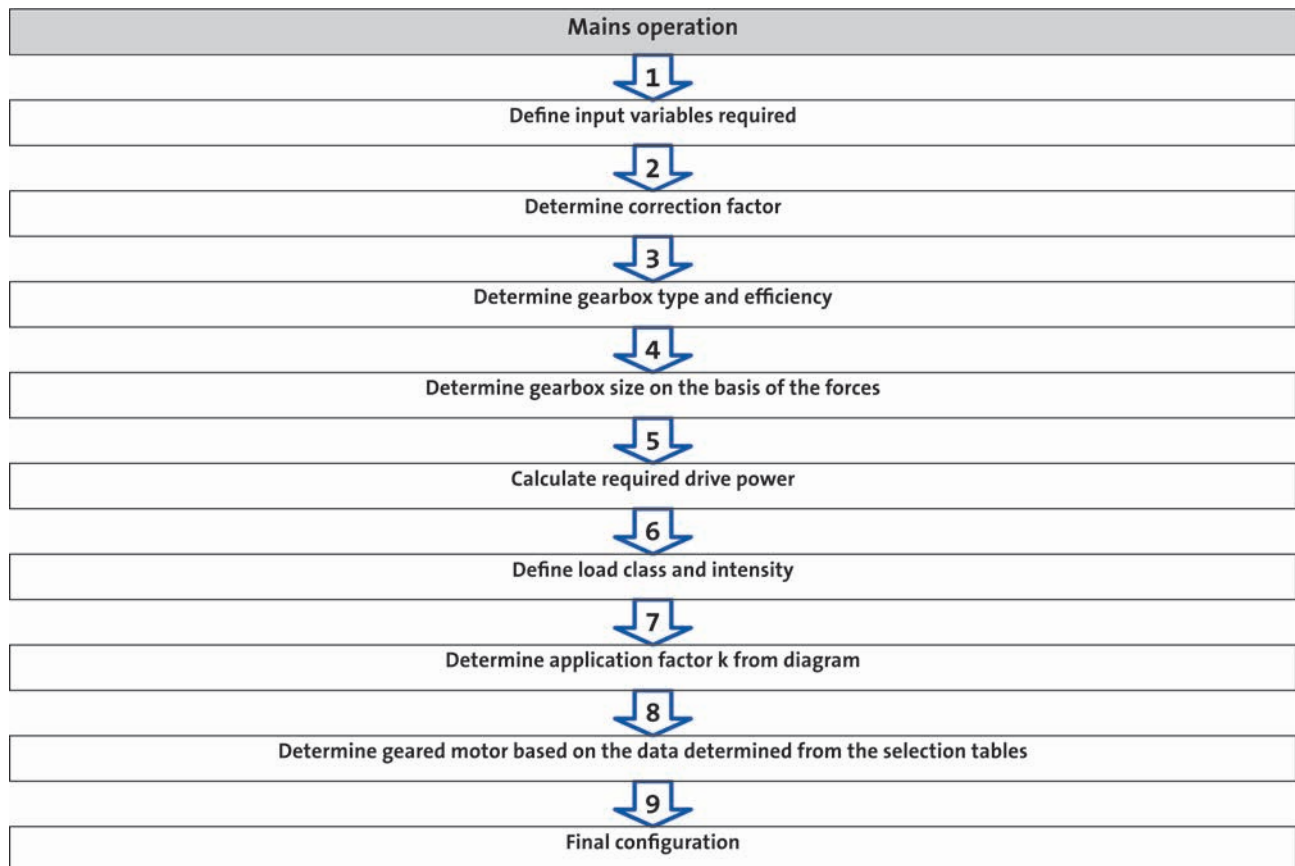 Mains operation
1
Define input variables required
2
Determine correction factor
3
Determine gearbox type and efficiency
4
Determine gearbox size on the basis of the forces
5
Calculate required drive power
6
Define load class and intensity
7
Determine application factor k from diagram
8
Determine geared motor based on the data determined from the selection tables
9
Final configuration